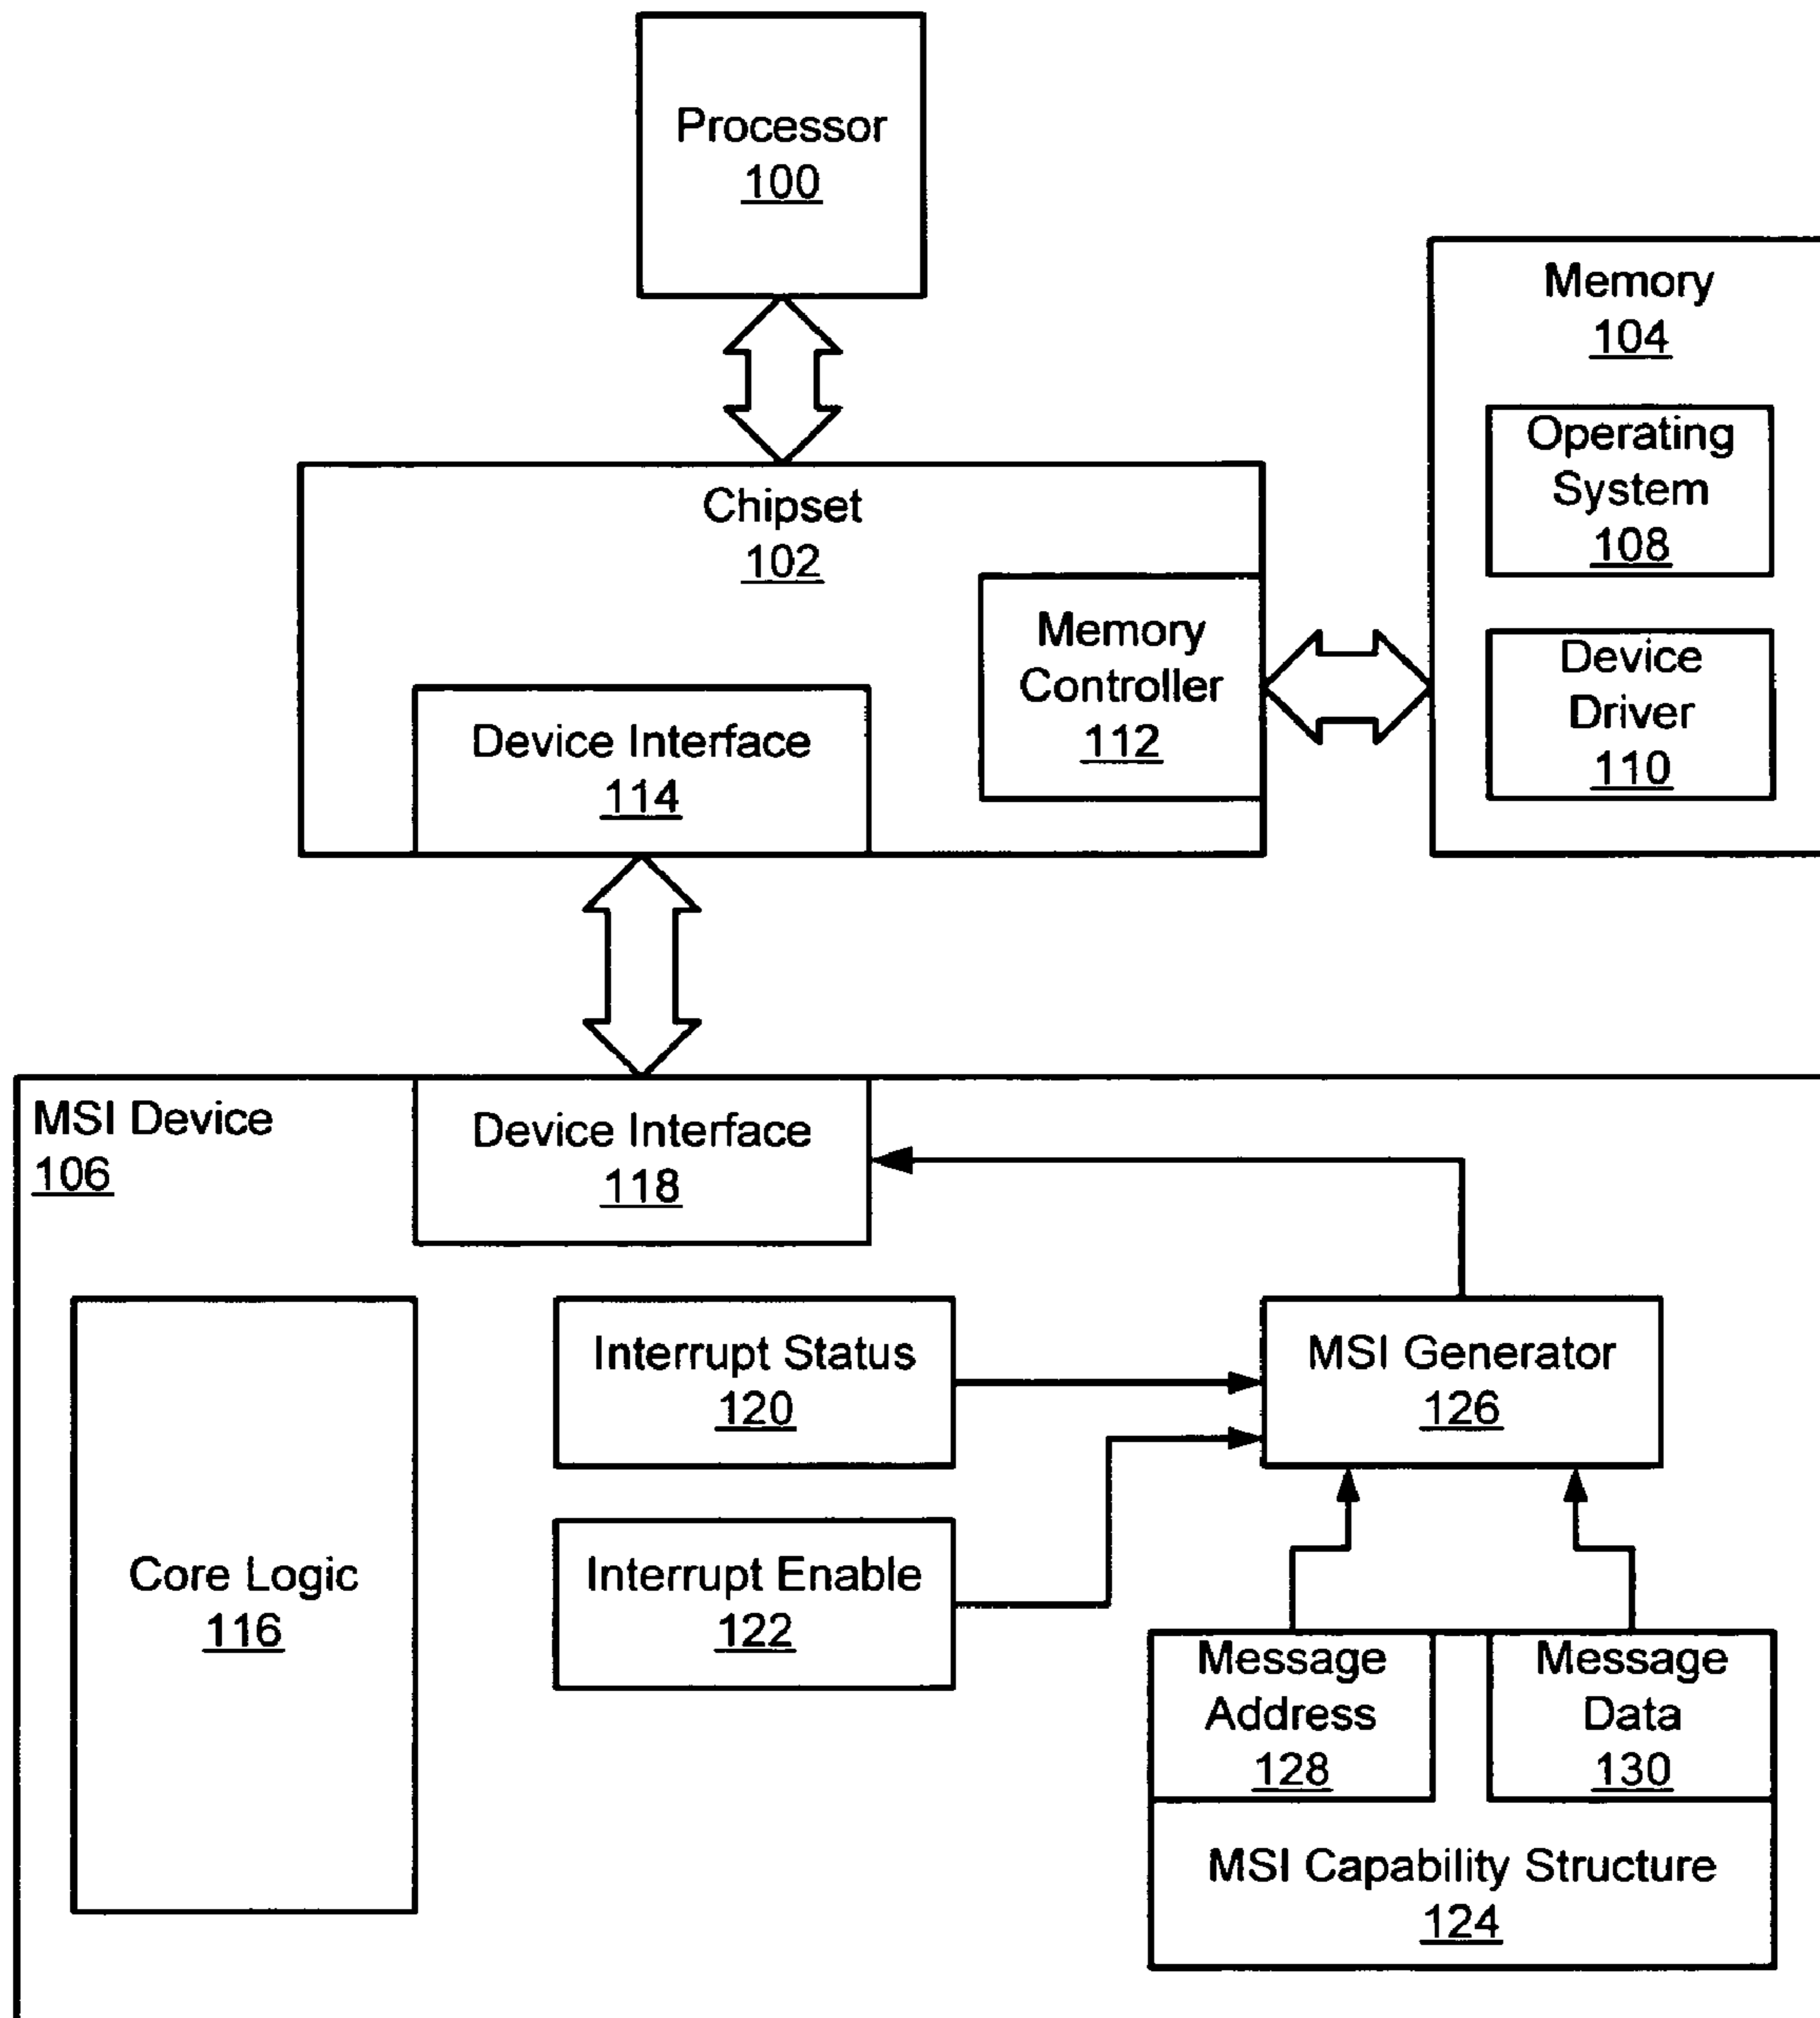 Processor
100
Memory
104
Operating
System
108
Device
Driver
110
Chipset
102
Memory
Controller
112
Device Interface
114
MSI Device
106
Device Interface
118
Interrupt Status
120
MSI Generator
126
Core Logic
116
Interrupt Enable
122
Message
Address
128
Message
Data
130
MSI Capability Structure
124